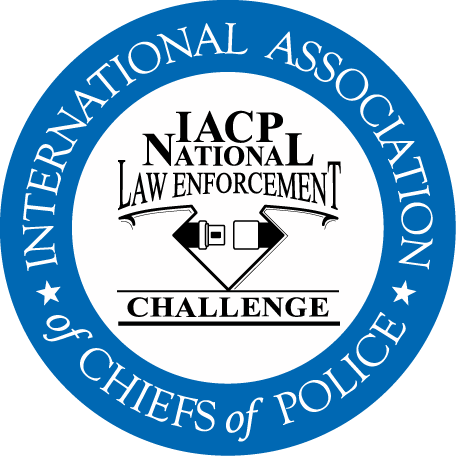 INTERNATIONAL ASSOCIATION
of CHIEFS of POLICE
IACP
NATIONAL
LAW ENFORCEMENT
CHALLENGE